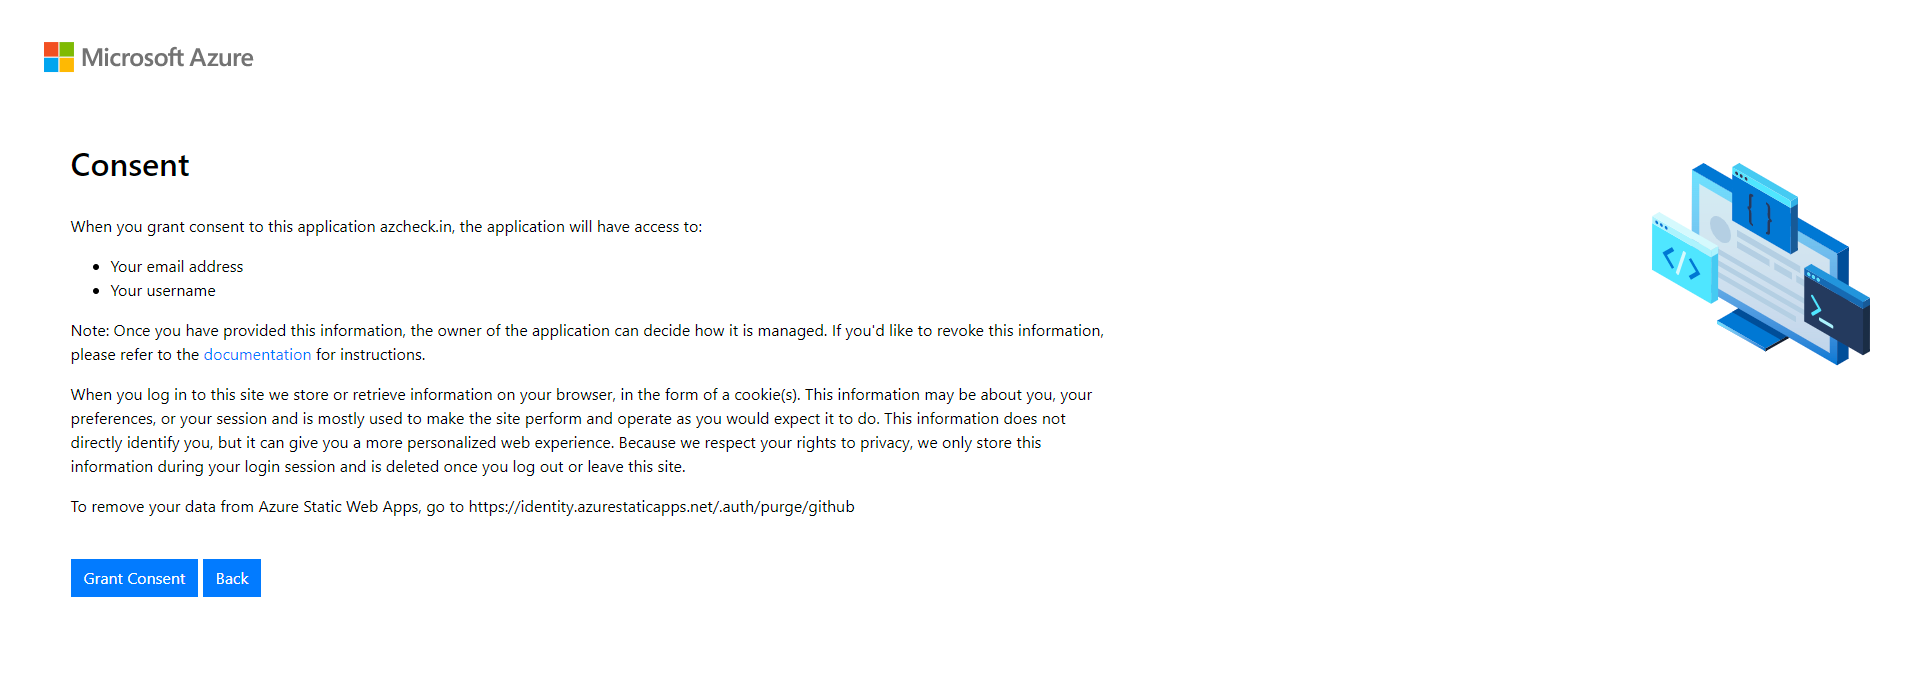 Microsoft Azure
Consent
When you grant consent to this application azcheck.in, the application will have access to:
• Your email address
• Your username
Note: Once you have provided this information, the owner of the application can decide how it is managed. If you'd like to revoke this information,
please refer to the documentation for instructions.
When you log in to this site we store or retrieve information on your browser, in the form of a cookie(s). This information may be about you, your
preferences, or your session and is mostly used to make the site perform and operate as you would expect it to do. This information does not
directly identify you, but it can give you a more personalized web experience. Because we respect your rights to privacy, we only store this
information during your login session and is deleted once you log out or leave this site.
To remove your data from Azure Static Web Apps, go to https://identity.azurestaticapps.net/.auth/purge/github
Grant Consent Back